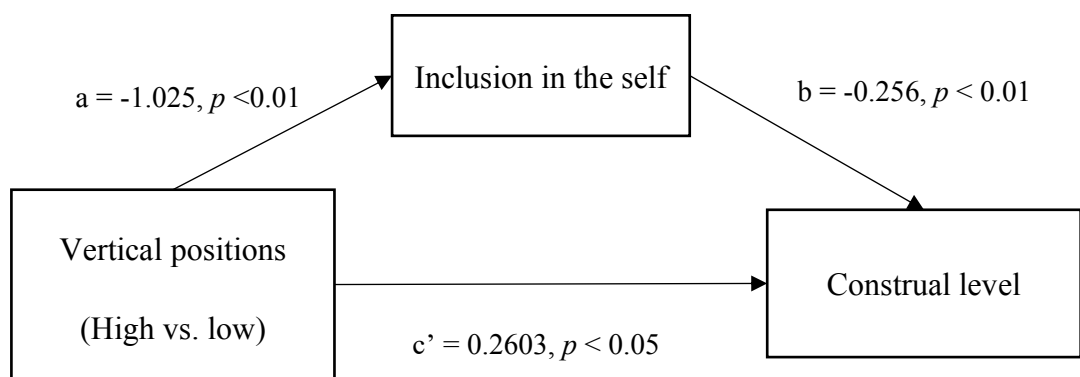 Inclusion in the self
a = -1.025, p <0.01
b = -0.256, p < 0.01
Vertical positions
(High vs. low)
Construal level
c’ = 0.2603, p < 0.05